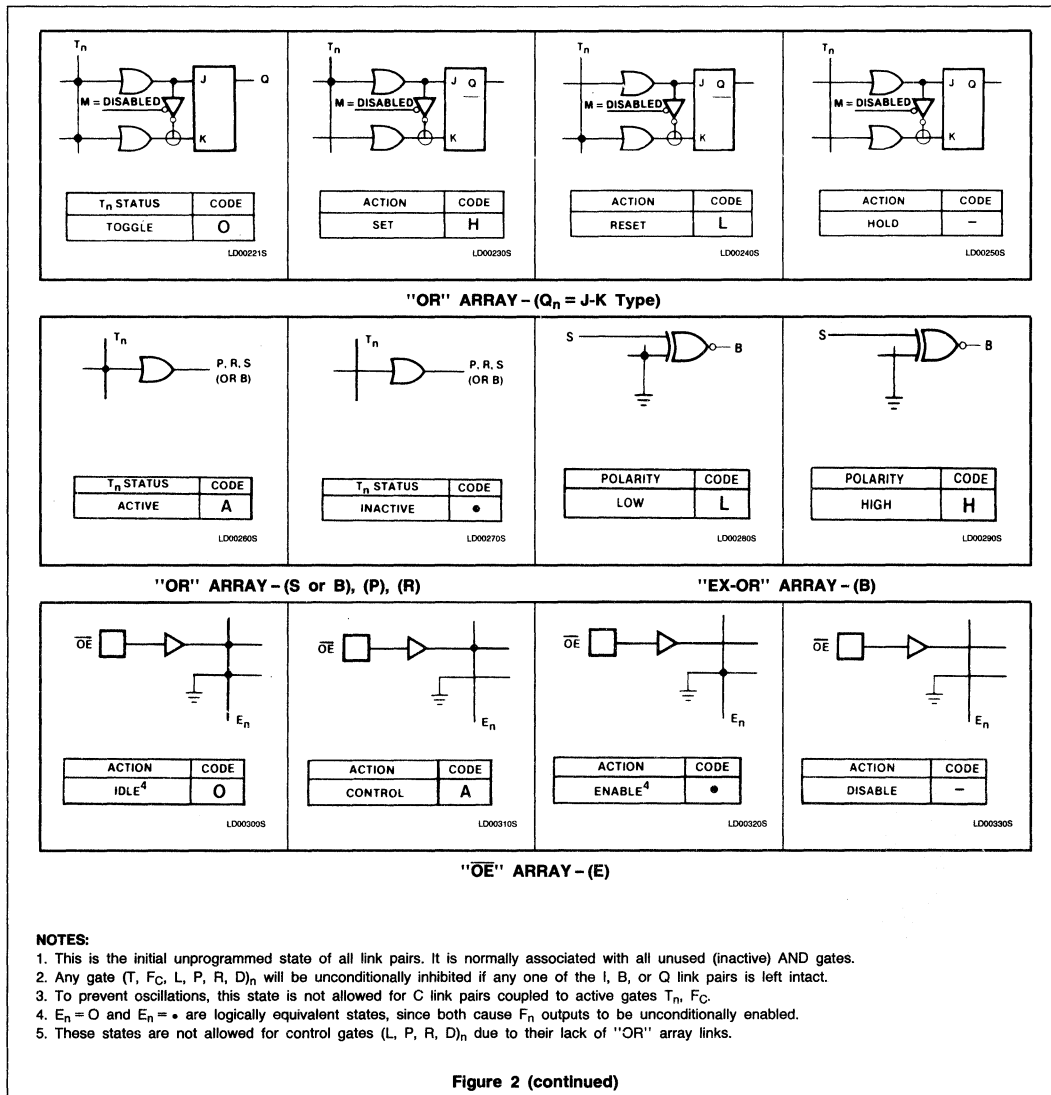 Tn Tn Tn Tn
J Q J Q J Q J Q
M = DISABLED M = DISABLED M = DISABLED M = DISABLED
K K K K
Tn STATUS CODE ACTION CODE ACTION CODE ACTION CODE
TOGGLE O SET H RESET L HOLD –
LD00221S LD00230S LD00240S LD00250S
"OR" ARRAY – (Qn = J-K Type)
Tn Tn S B S B
P, R, S P, R, S
(OR B) (OR B)
Tn STATUS CODE Tn STATUS CODE POLARITY CODE POLARITY CODE
ACTIVE A INACTIVE • LOW L HIGH H
LD00260S LD00270S LD00280S LD00290S
"OR" ARRAY – (S or B), (P), (R) "EX-OR" ARRAY – (B)
OE OE OE OE
En En En En
ACTION CODE ACTION CODE ACTION CODE ACTION CODE
IDLE4 O CONTROL A ENABLE4 • DISABLE –
LD00300S LD00310S LD00320S LD00330S
"OE" ARRAY – (E)
NOTES:
1. This is the initial unprogrammed state of all link pairs. It is normally associated with all unused (inactive) AND gates.
2. Any gate (T, FC, L, P, R, D)n will be unconditionally inhibited if any one of the I, B, or Q link pairs is left intact.
3. To prevent oscillations, this state is not allowed for C link pairs coupled to active gates Tn, FC.
4. En = O and En = • are logically equivalent states, since both cause Fn outputs to be unconditionally enabled.
5. These states are not allowed for control gates (L, P, R, D)n due to their lack of "OR" array links.
Figure 2 (continued)